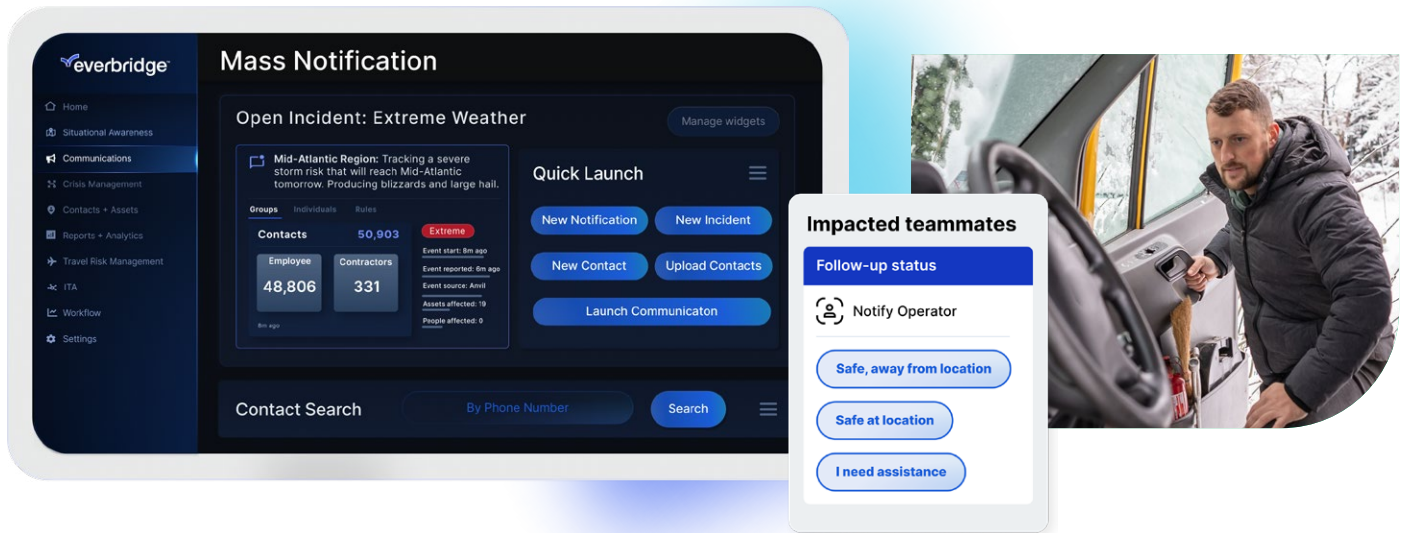 everbridge
Mass Notification
Home
Situational Awareness
Communications
Crisis Management
Contacts + Assets
Reports + Analytics
Travel Risk Management
ITA
Workflow
Settings
Open Incident: Extreme Weather
Manage widgets
Mid-Atlantic Region: Tracking a severe
storm risk that will reach Mid-Atlantic
tomorrow. Producing blizzards and large hail.
Groups Individuals Rules
Contacts 50,903
Employee
48,806
Contractors
331
8m ago
Extreme
Event start: 8m ago
Event reported: 6m ago
Event source: Anvil
Assets affected: 19
People affected: 0
Quick Launch
New Notification New Incident
New Contact Upload Contacts
Launch Communicaton
Contact Search By Phone Number Search
Impacted teammates
Follow-up status
Notify Operator
Safe, away from location
Safe at location
I need assistance